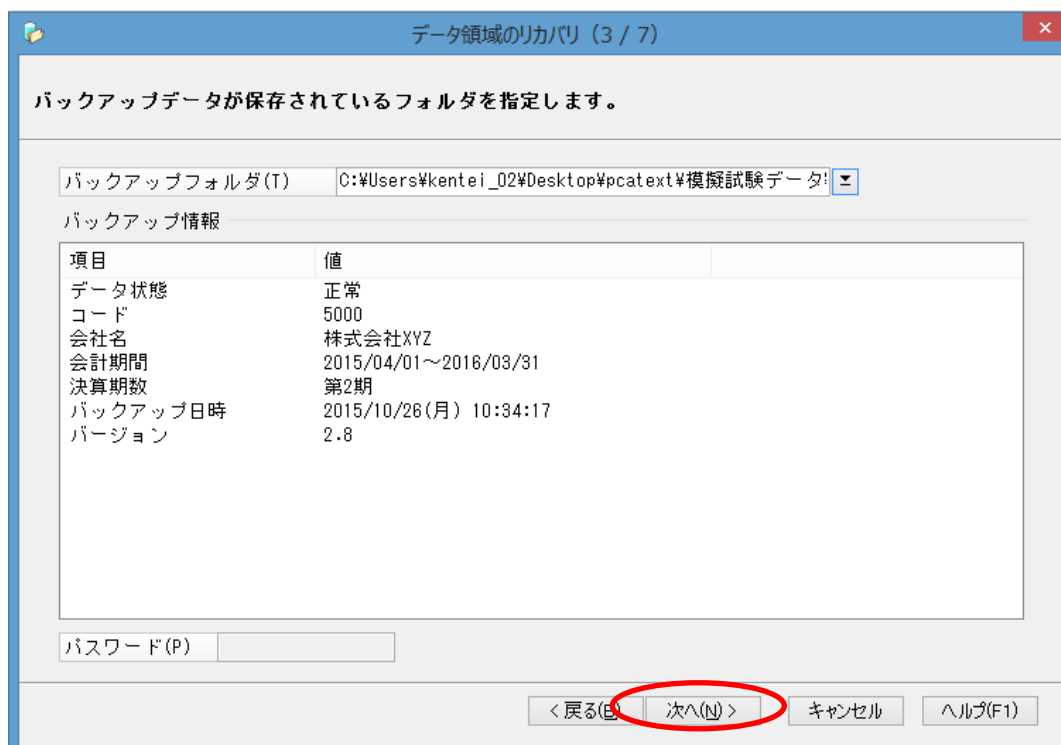 データ領域のリカバリ（3 / 7）
バックアップデータが保存されているフォルダを指定します。
バックアップフォルダ(T) C:¥Users¥kentei_02¥Desktop¥pcatext¥模擬試験データ
バックアップ情報
項目 値
データ状態 正常
コード 5000
会社名 株式会社XYZ
会計期間 2015/04/01～2016/03/31
決算期数 第2期
バックアップ日時 2015/10/26(月) 10:34:17
バージョン 2.8
パスワード(P)
＜戻る(B) 次へ(N)＞ キャンセル ヘルプ(F1)